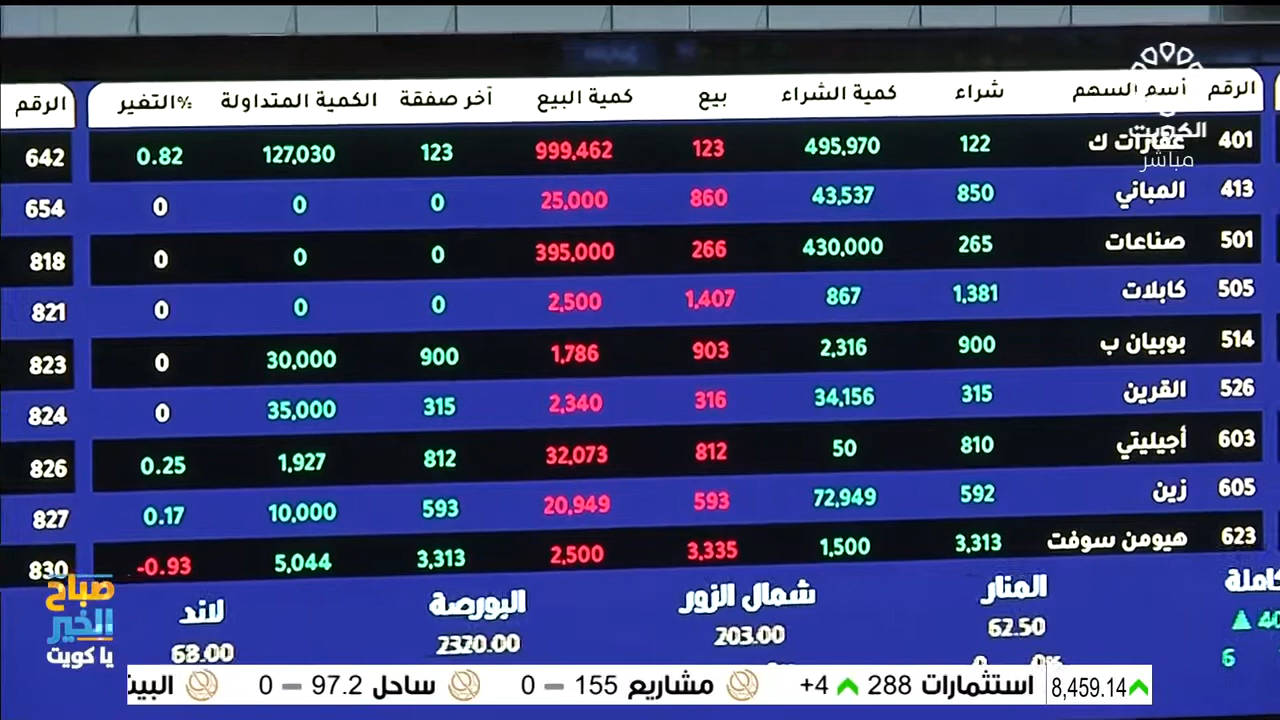 الرقم أسم السهم شراء كمية الشراء بيع كمية البيع آخر صفقة الكمية المتداولة التغير% الرقم
الكويت
مباشر
401 عقارات ك 122 495,970 123 999,462 123 127,030 0.82 642
413 المباني 850 43,537 860 25,000 0 0 0 654
501 صناعات 265 430,000 266 395,000 0 0 0 818
505 كابلات 1,381 867 1,407 2,500 0 0 0 821
514 بوبيان ب 900 2,316 903 1,786 900 30,000 0 823
526 القرين 315 34,156 316 2,340 315 35,000 0 824
603 أجيليتي 810 50 812 32,073 812 1,927 0.25 826
605 زين 592 72,949 593 20,949 593 10,000 0.17 827
623 هيومن سوفت 3,313 1,500 3,335 2,500 3,313 5,044 -0.93 830
المنار شمال الزور البورصة لاند
62.50 203.00 2320.00 68.00
صباح
الخير
يا كويت
8,459.14 استثمارات 288 +4 مشاريع 155 – 0 ساحل 97.2 – 0